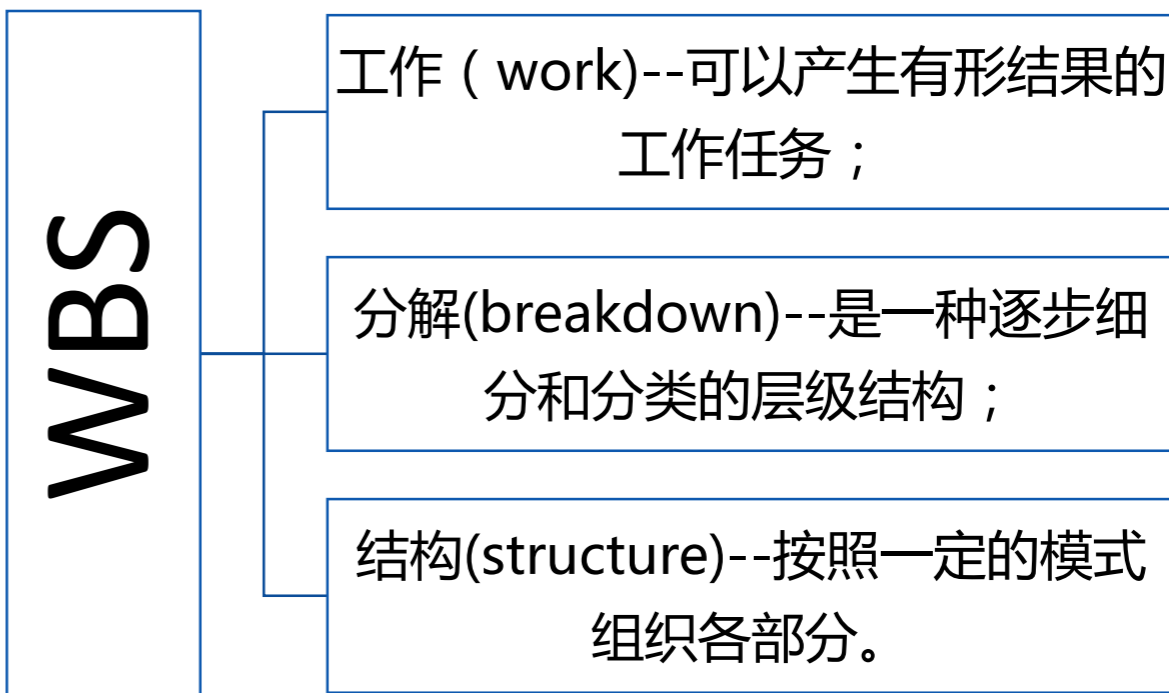 WBS
工作（work)--可以产生有形结果的
工作任务；
分解(breakdown)--是一种逐步细
分和分类的层级结构；
结构(structure)--按照一定的模式
组织各部分。